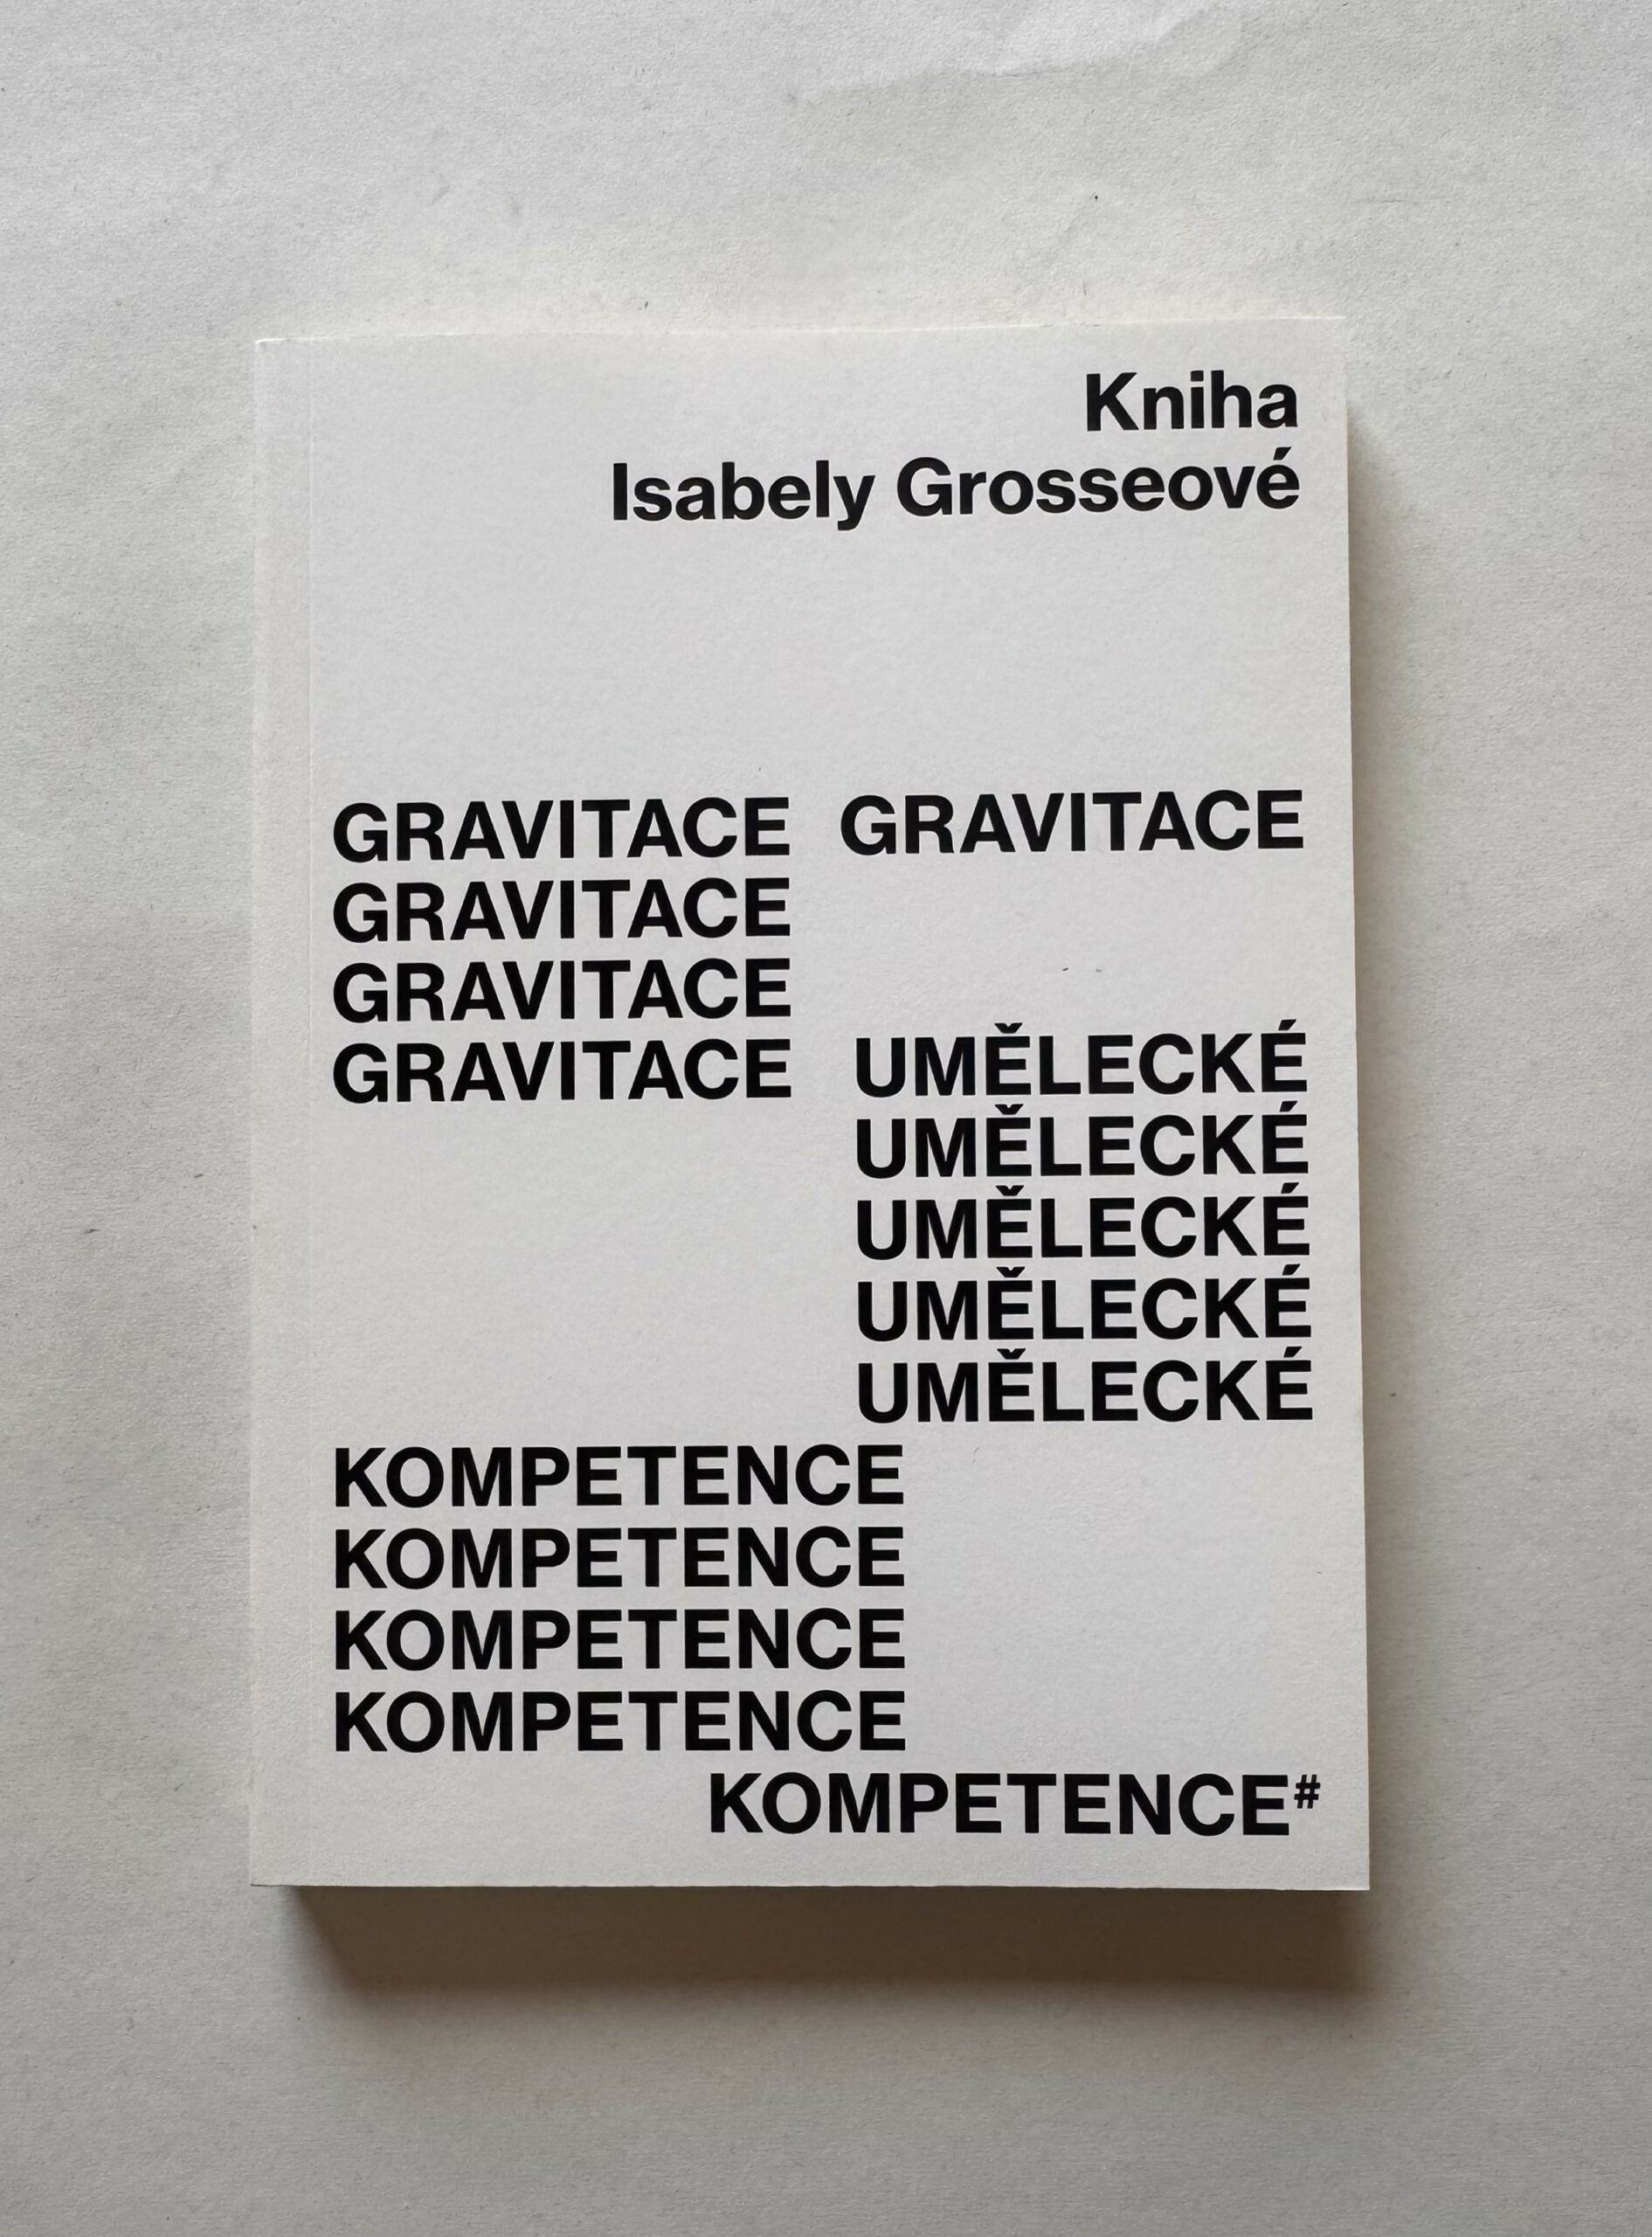 Kniha
Isabely Grosseové
GRAVITACE GRAVITACE
GRAVITACE
GRAVITACE
GRAVITACE UMĚLECKÉ
UMĚLECKÉ
UMĚLECKÉ
UMĚLECKÉ
UMĚLECKÉ
KOMPETENCE
KOMPETENCE
KOMPETENCE
KOMPETENCE
KOMPETENCE#